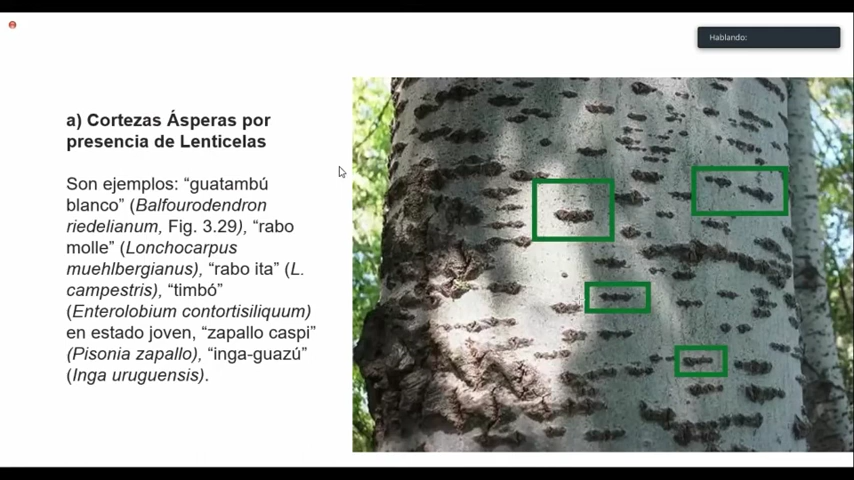 Hablando:
a) Cortezas Ásperas por
presencia de Lenticelas
Son ejemplos: “guatambú
blanco” (Balfourodendron
riedelianum, Fig. 3.29), “rabo
molle” (Lonchocarpus
muehlbergianus), “rabo ita” (L.
campestris), “timbó”
(Enterolobium contortisiliquum)
en estado joven, “zapallo caspi”
(Pisonia zapallo), “inga-guazú”
(Inga uruguensis).